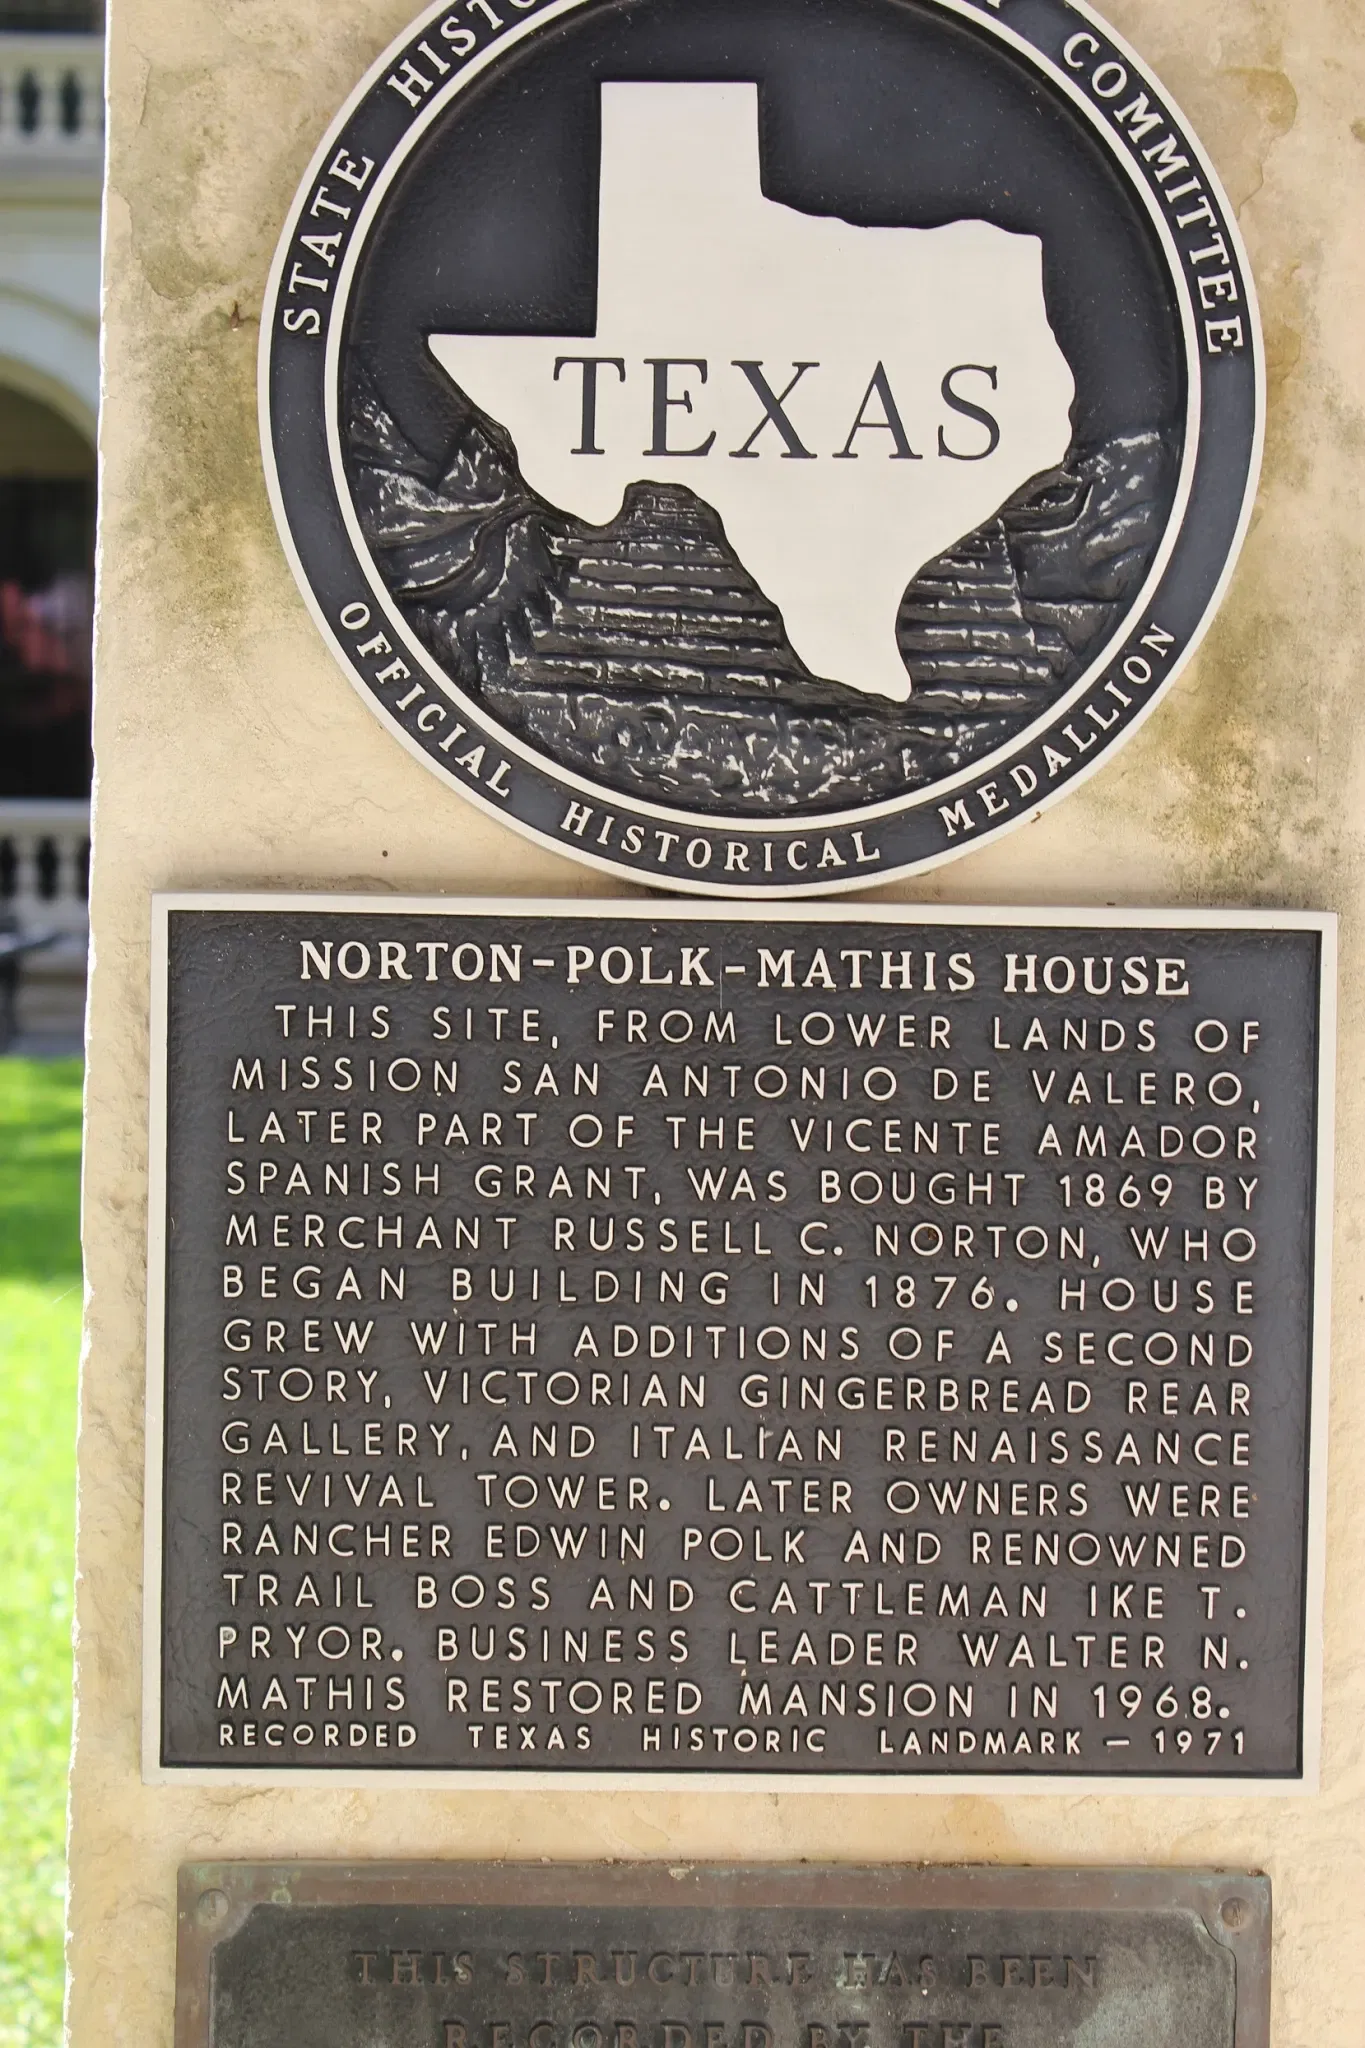 STATE COMMITTEE
TEXAS
OFFICIAL HISTORICAL MEDALLION
NORTON-POLK-MATHIS HOUSE
THIS SITE, FROM LOWER LANDS OF
MISSION SAN ANTONIO DE VALERO,
LATER PART OF THE VICENTE AMADOR
SPANISH GRANT, WAS BOUGHT 1869 BY
MERCHANT RUSSELL C. NORTON, WHO
BEGAN BUILDING IN 1876. HOUSE
GREW WITH ADDITIONS OF A SECOND
STORY, VICTORIAN GINGERBREAD REAR
GALLERY, AND ITALIAN RENAISSANCE
REVIVAL TOWER. LATER OWNERS WERE
RANCHER EDWIN POLK AND RENOWNED
TRAIL BOSS AND CATTLEMAN IKE T.
PRYOR. BUSINESS LEADER WALTER N.
MATHIS RESTORED MANSION IN 1968.
RECORDED TEXAS HISTORIC LANDMARK – 1971
THIS STRUCTURE HAS BEEN
RECORDED BY THE